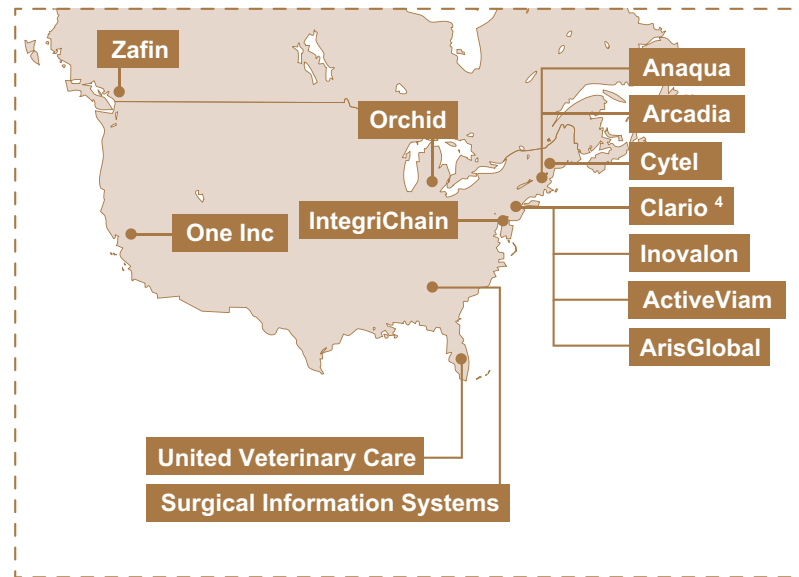 Zafin
Anaqua
Orchid
Arcadia
Cytel
Clario 4
IntegriChain
One Inc
Inovalon
ActiveViam
ArisGlobal
United Veterinary Care
Surgical Information Systems